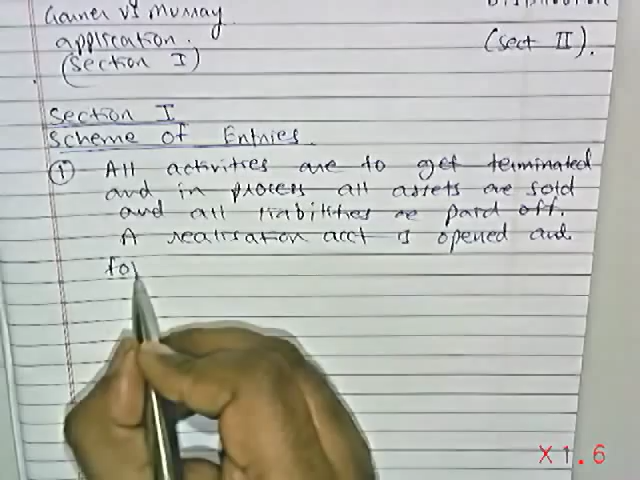 Garner vs Murray
application.
(Section I)
(Sect II).
Section I
Scheme of Entries
① All activities are to get terminated
and in process all assets are sold
and all liabilities are paid off.
A realisation acct is opened and
fol
X1.6